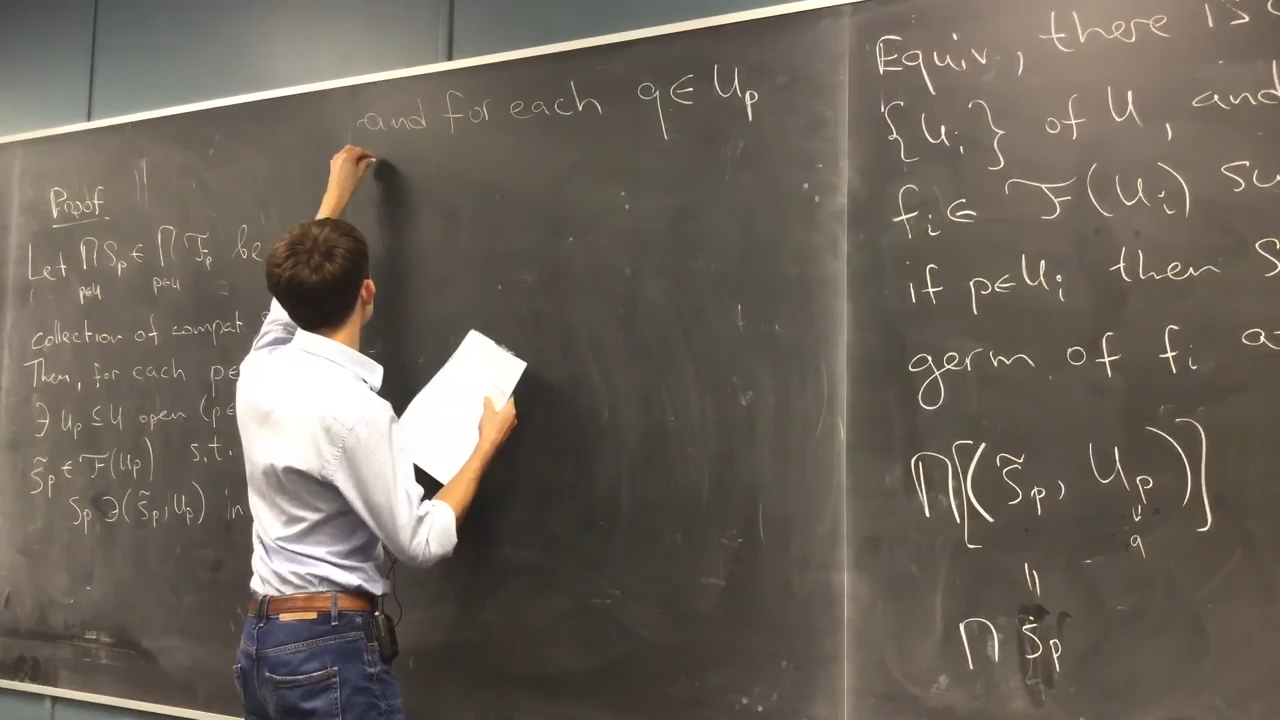 Proof
Let ∏ S_p ∈ ∏ F_p be
p∈U p∈U
collection of compat
Then, for each p∈
∃ U_p ⊆ U open (p∈
s̃_p ∈ F(U_p) s.t.
S_p ∋ (s̃_p, U_p) in
and for each q ∈ U_p
Equiv, there is
{U_i} of U, and
f_i ∈ F(U_i) su
if p∈U_i then S
germ of f_i a
∏[(s̃_p, U_p)]
q
||
∏ S_p